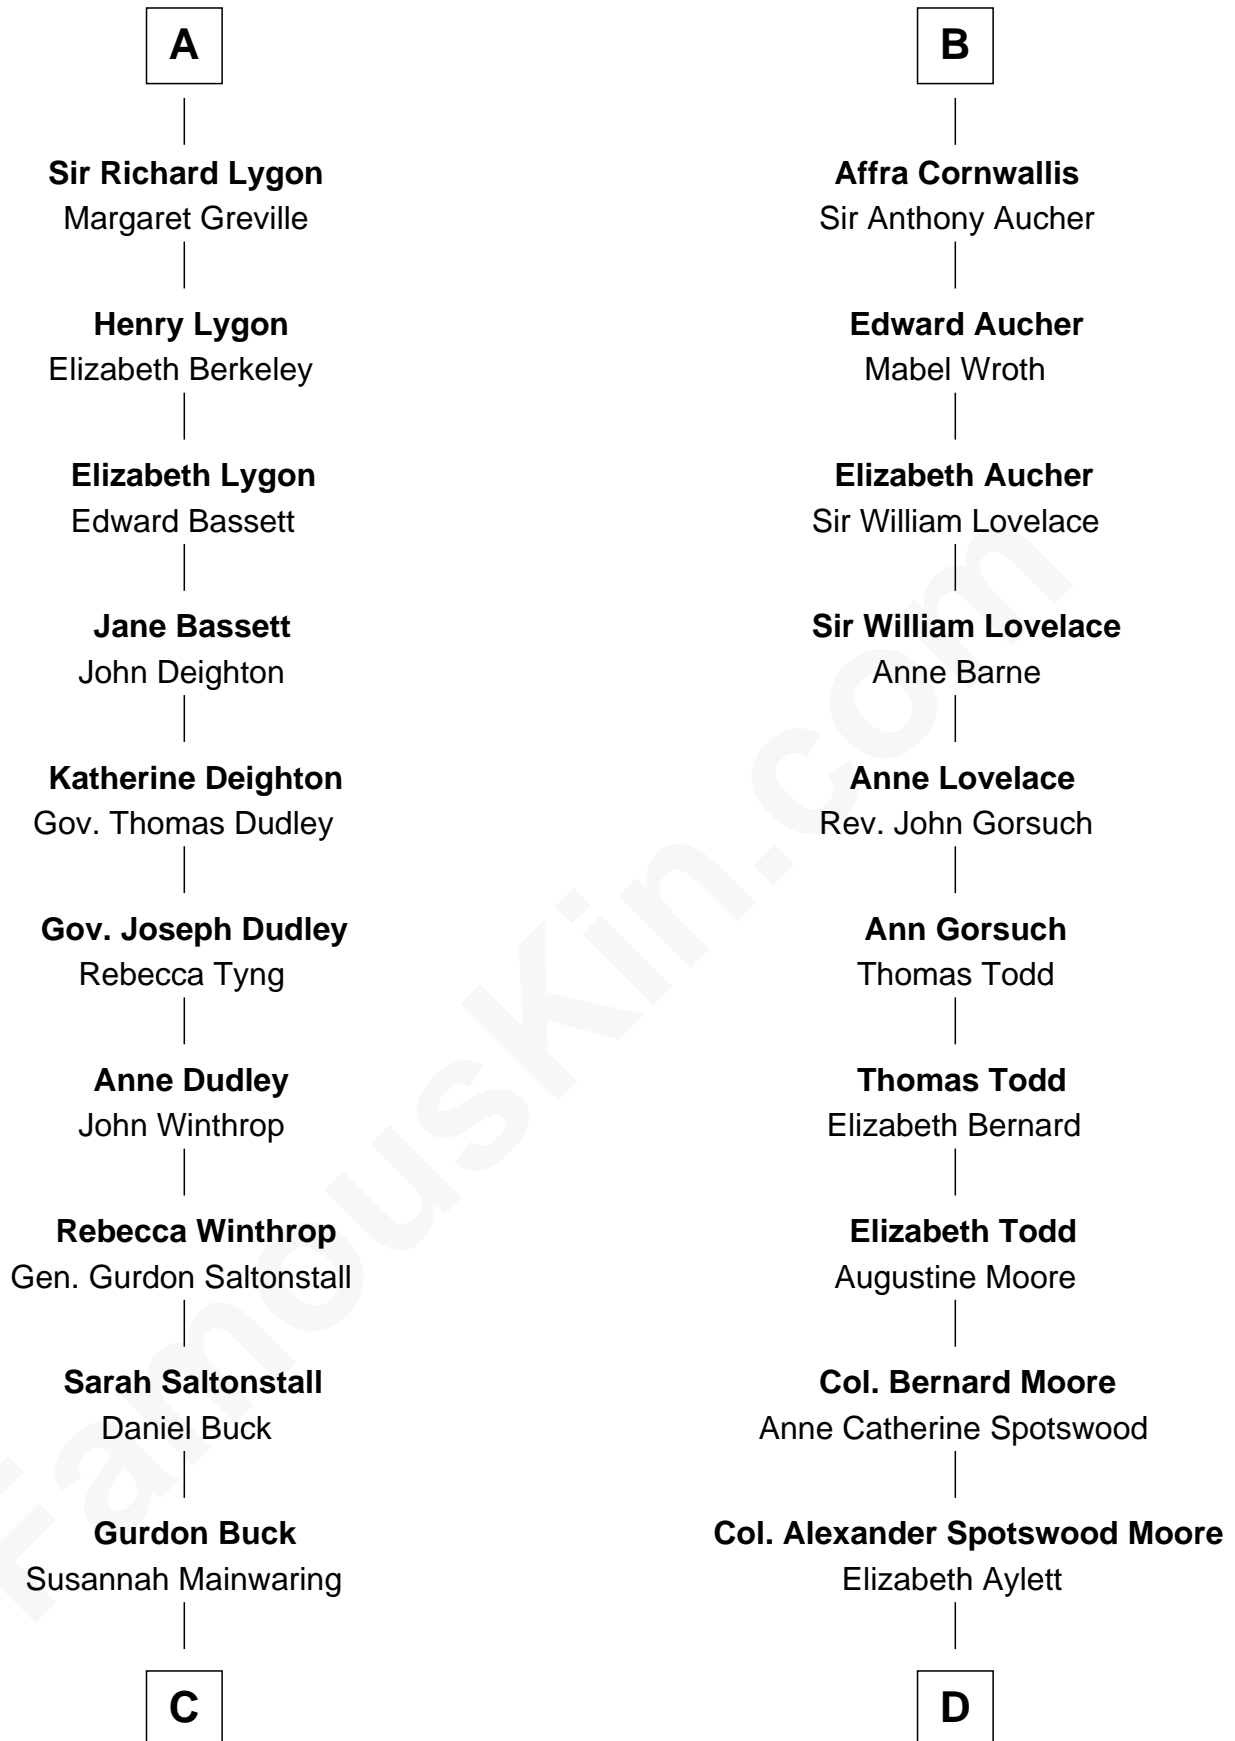 A
Sir Richard Lygon
Margaret Greville
Henry Lygon
Elizabeth Berkeley
Elizabeth Lygon
Edward Bassett
Jane Bassett
John Deighton
Katherine Deighton
Gov. Thomas Dudley
Gov. Joseph Dudley
Rebecca Tyng
Anne Dudley
John Winthrop
Rebecca Winthrop
Gen. Gurdon Saltonstall
Sarah Saltonstall
Daniel Buck
Gurdon Buck
Susannah Mainwaring
C
B
Affra Cornwallis
Sir Anthony Aucher
Edward Aucher
Mabel Wroth
Elizabeth Aucher
Sir William Lovelace
Sir William Lovelace
Anne Barne
Anne Lovelace
Rev. John Gorsuch
Ann Gorsuch
Thomas Todd
Thomas Todd
Elizabeth Bernard
Elizabeth Todd
Augustine Moore
Col. Bernard Moore
Anne Catherine Spotswood
Col. Alexander Spotswood Moore
Elizabeth Aylett
D
FamousKin.com